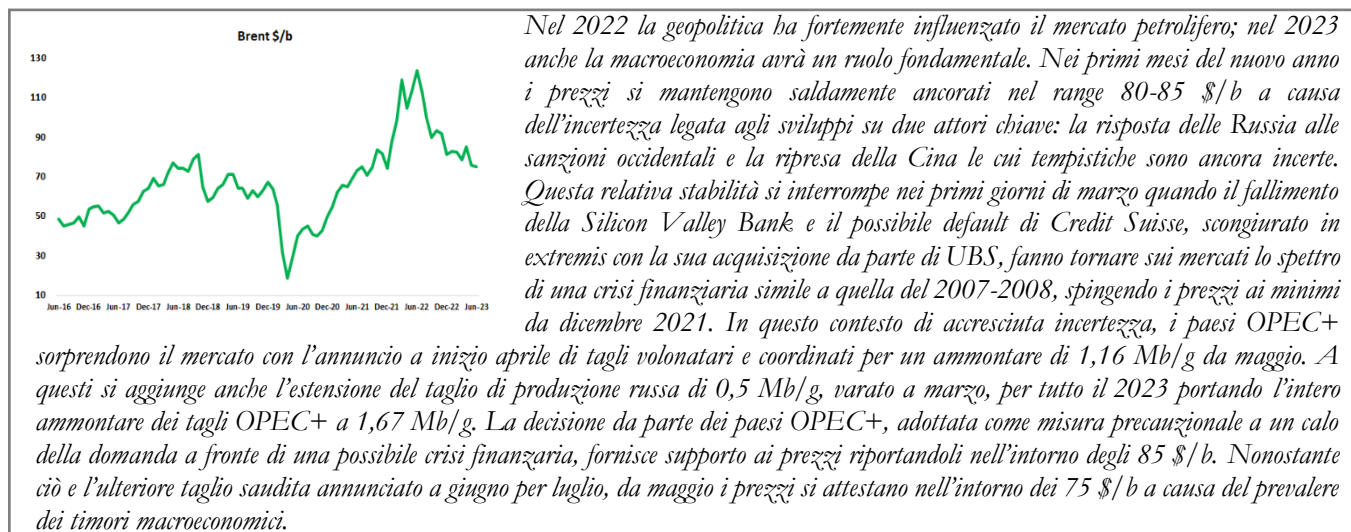 Brent $/b
130
110
90
70
50
30
10
Jun-16 Dec-16 Jun-17 Dec-17 Jun-18 Dec-18 Jun-19 Dec-19 Jun-20 Dec-20 Jun-21 Dec-21 Jun-22 Dec-22 Jun-23
Nel 2022 la geopolitica ha fortemente influenzato il mercato petrolifero; nel 2023
anche la macroeconomia avrà un ruolo fondamentale. Nei primi mesi del nuovo anno
i prezzi si mantengono saldamente ancorati nel range 80-85 $/b a causa
dell'incertezza legata agli sviluppi su due attori chiave: la risposta delle Russia alle
sanzioni occidentali e la ripresa della Cina le cui tempistiche sono ancora incerte.
Questa relativa stabilità si interrompe nei primi giorni di marzo quando il fallimento
della Silicon Valley Bank e il possibile default di Credit Suisse, scongiurato in
extremis con la sua acquisizione da parte di UBS, fanno tornare sui mercati lo spettro
di una crisi finanziaria simile a quella del 2007-2008, spingendo i prezzi ai minimi
da dicembre 2021. In questo contesto di accresciuta incertezza, i paesi OPEC+
sorprendono il mercato con l'annuncio a inizio aprile di tagli volonatari e coordinati per un ammontare di 1,16 Mb/g da maggio. A
questi si aggiunge anche l'estensione del taglio di produzione russa di 0,5 Mb/g, varato a marzo, per tutto il 2023 portando l'intero
ammontare dei tagli OPEC+ a 1,67 Mb/g. La decisione da parte dei paesi OPEC+, adottata come misura precauzionale a un calo
della domanda a fronte di una possibile crisi finanzaria, fornisce supporto ai prezzi riportandoli nell'intorno degli 85 $/b. Nonostante
ciò e l'ulteriore taglio saudita annunciato a giugno per luglio, da maggio i prezzi si attestano nell'intorno dei 75 $/b a causa del prevalere
dei timori macroeconomici.